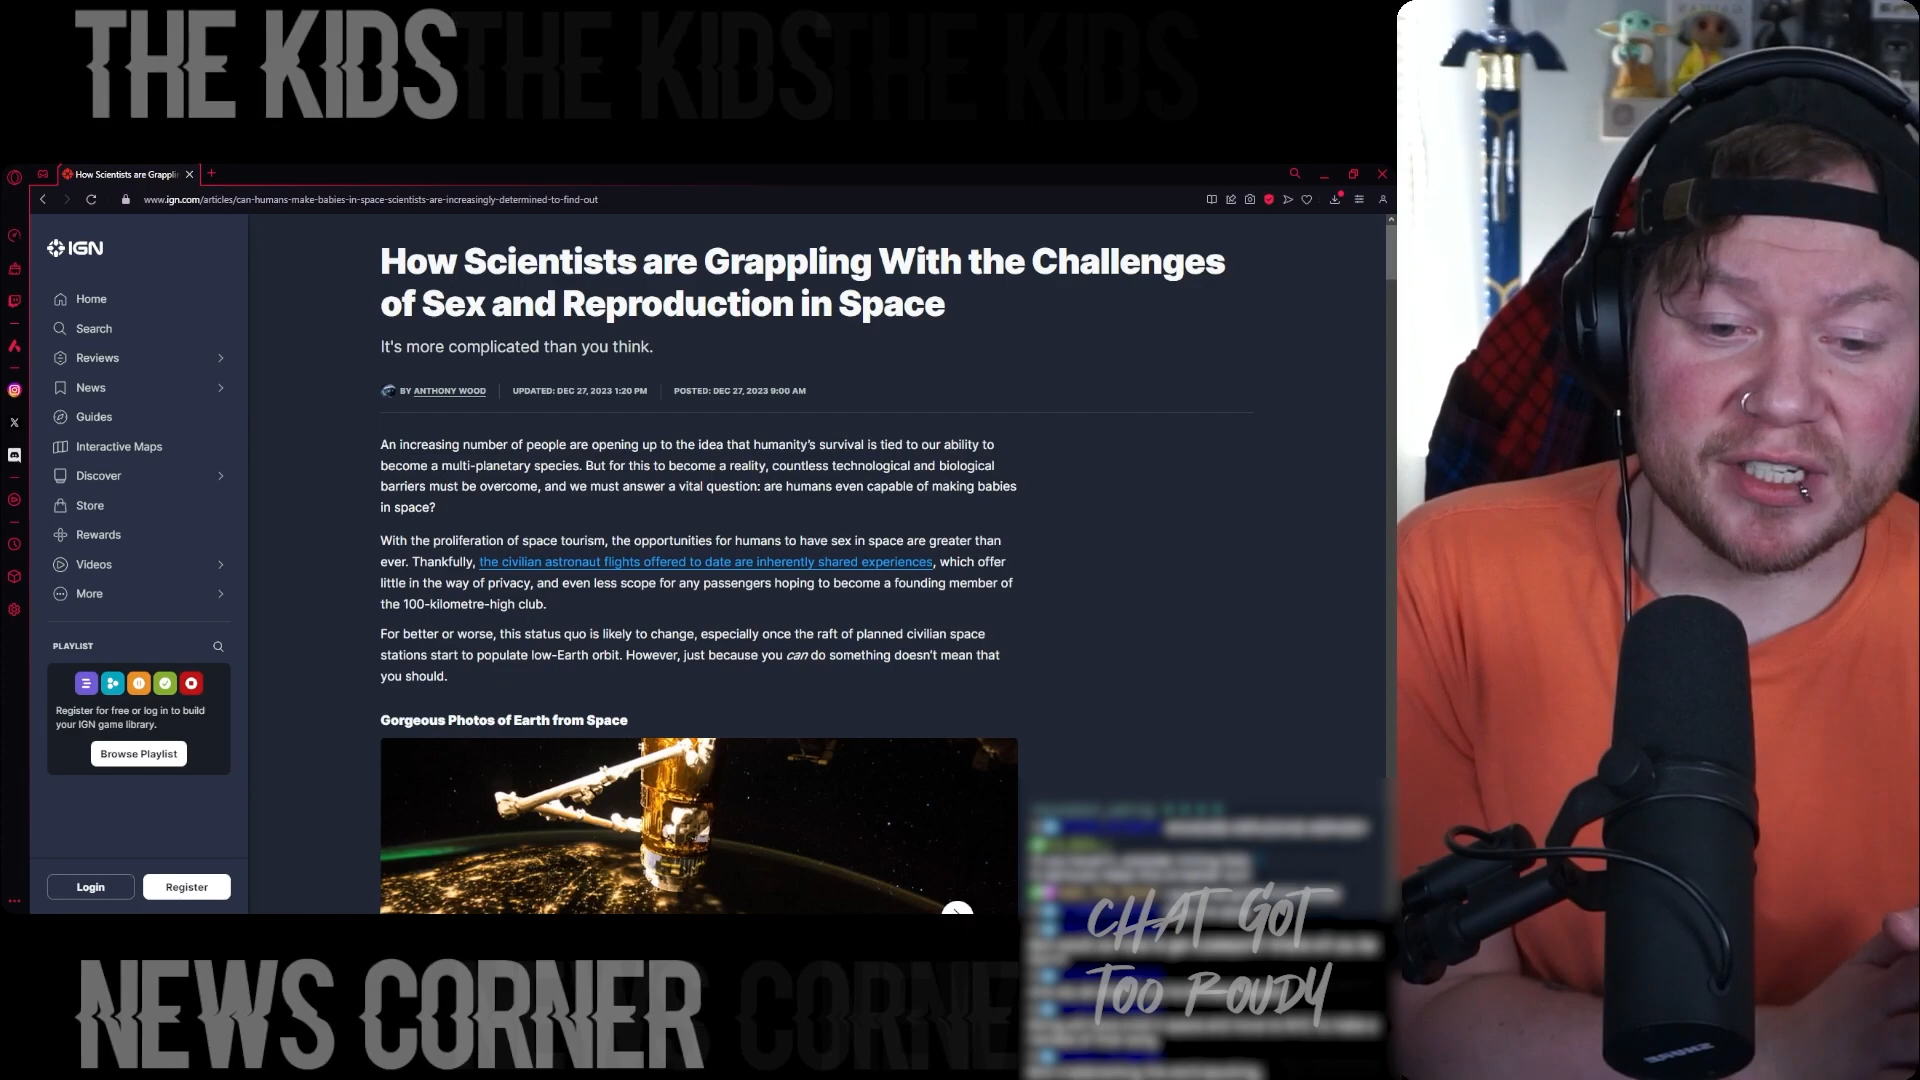 THE KIDS THE KIDS THE KIDS
How Scientists are Grappli
www.ign.com/articles/can-humans-make-babies-in-space-scientists-are-increasingly-determined-to-find-out
IGN
Home
Search
Reviews
News
Guides
Interactive Maps
Discover
Store
Rewards
Videos
More
PLAYLIST
Register for free or log in to build
your IGN game library.
Browse Playlist
Login
Register
How Scientists are Grappling With the Challenges
of Sex and Reproduction in Space
It's more complicated than you think.
BY ANTHONY WOOD
UPDATED: DEC 27, 2023 1:20 PM
POSTED: DEC 27, 2023 9:00 AM
An increasing number of people are opening up to the idea that humanity's survival is tied to our ability to
become a multi-planetary species. But for this to become a reality, countless technological and biological
barriers must be overcome, and we must answer a vital question: are humans even capable of making babies
in space?
With the proliferation of space tourism, the opportunities for humans to have sex in space are greater than
ever. Thankfully, the civilian astronaut flights offered to date are inherently shared experiences, which offer
little in the way of privacy, and even less scope for any passengers hoping to become a founding member of
the 100-kilometre-high club.
For better or worse, this status quo is likely to change, especially once the raft of planned civilian space
stations start to populate low-Earth orbit. However, just because you can do something doesn't mean that
you should.
Gorgeous Photos of Earth from Space
CHAT GOT
TOO ROUDY
NEWS CORNER CORNE